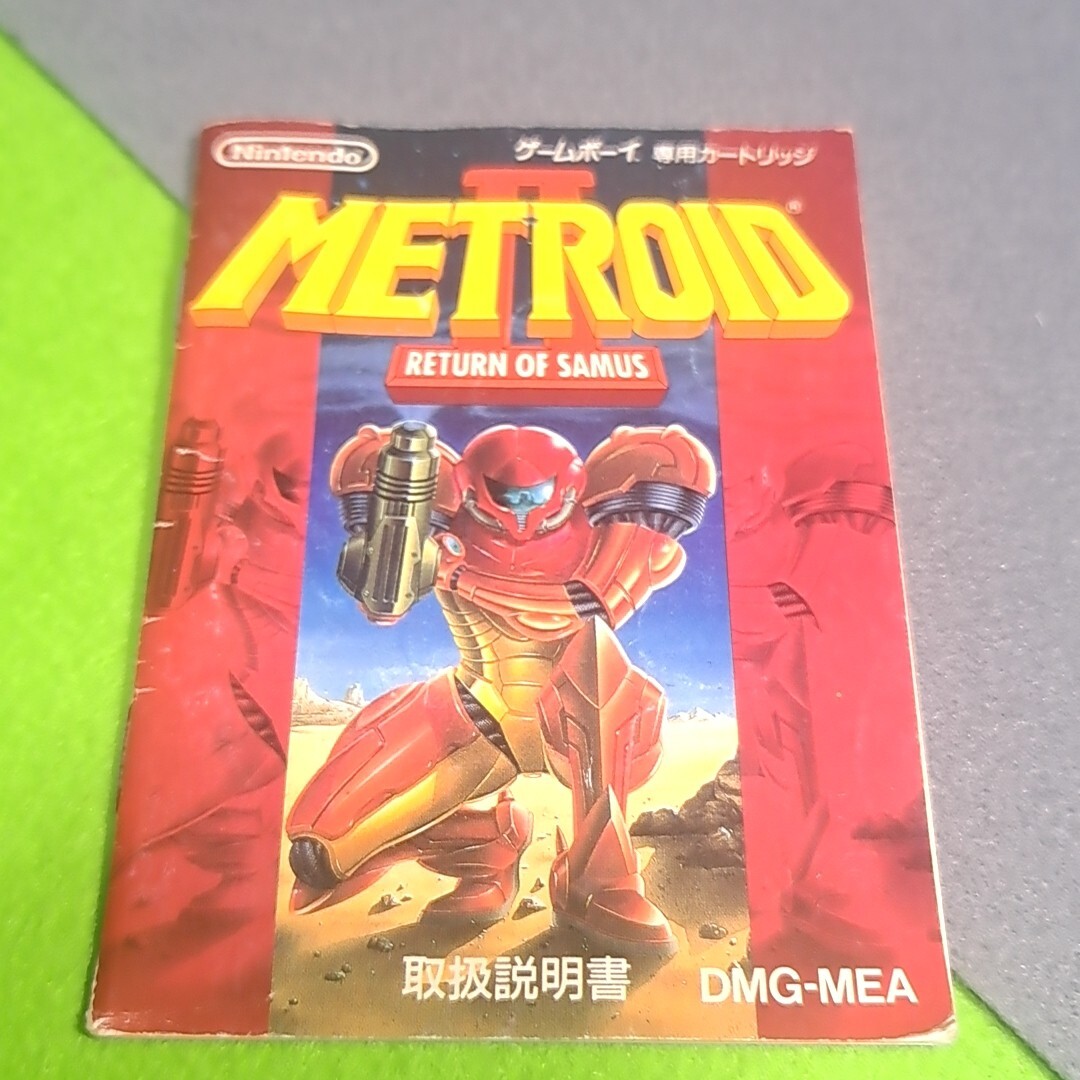 Nintendo
ゲームボーイ 専用カートリッジ
METROID®
II
RETURN OF SAMUS
取扱説明書
DMG-MEA